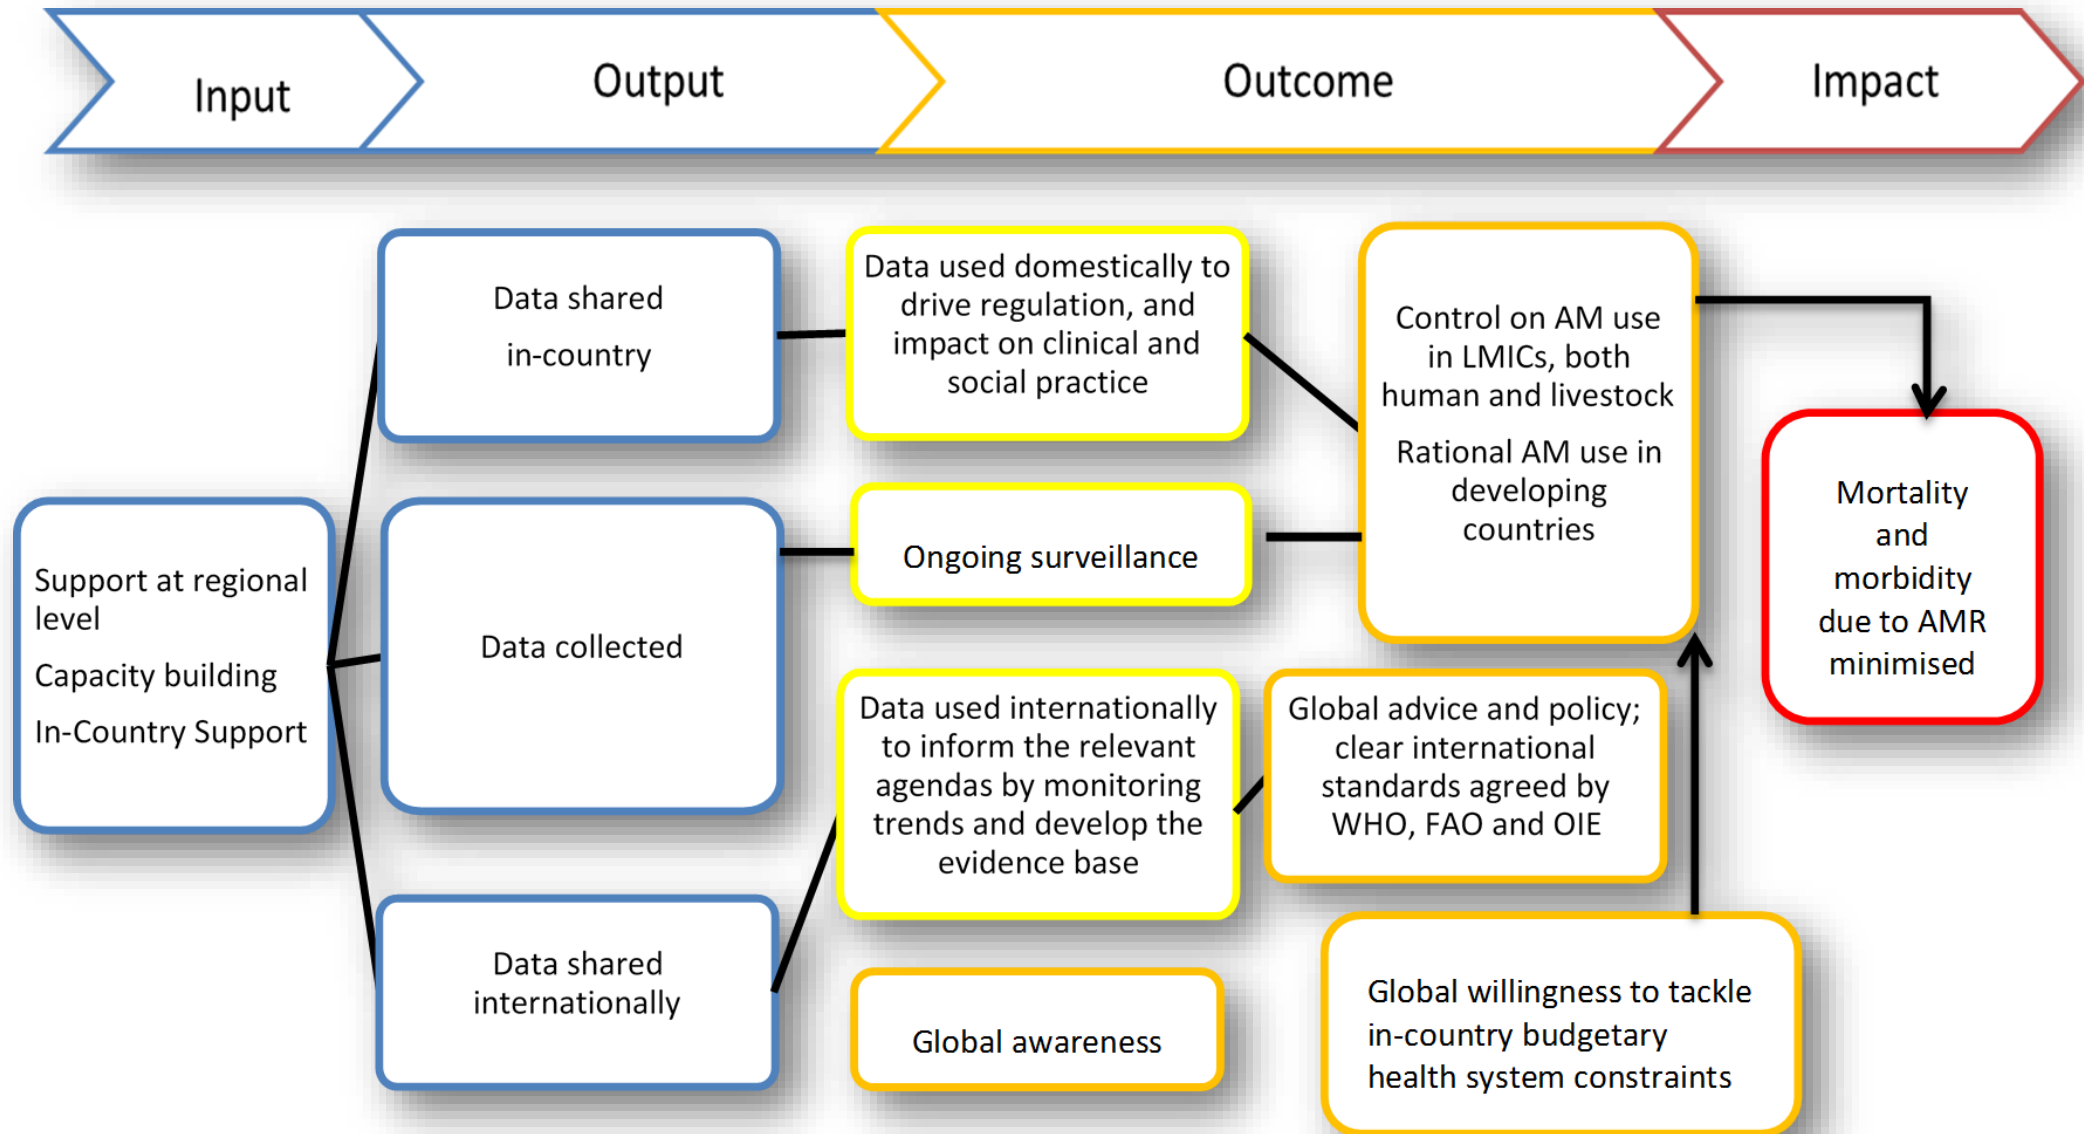 Input
Output
Outcome
Impact
Support at regional
level
Capacity building
In-Country Support
Data shared
in-country
Data collected
Data shared
internationally
Data used domestically to
drive regulation, and
impact on clinical and
social practice
Ongoing surveillance
Data used internationally
to inform the relevant
agendas by monitoring
trends and develop the
evidence base
Global awareness
Control on AM use
in LMICs, both
human and livestock
Rational AM use in
developing
countries
Global advice and policy;
clear international
standards agreed by
WHO, FAO and OIE
Global willingness to tackle
in-country budgetary
health system constraints
Mortality
and
morbidity
due to AMR
minimised